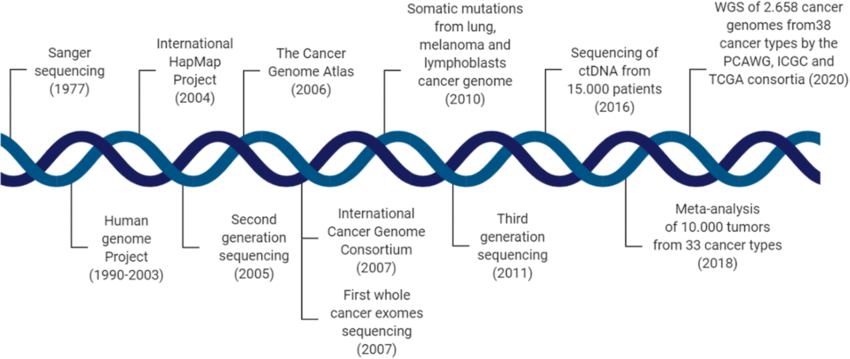 Sanger
sequencing
(1977)
International
HapMap
Project
(2004)
The Cancer
Genome Atlas
(2006)
Somatic mutations
from lung,
melanoma and
lymphoblasts
cancer genome
(2010)
Sequencing of
ctDNA from
15.000 patients
(2016)
WGS of 2.658 cancer
genomes from38
cancer types by the
PCAWG, ICGC and
TCGA consortia (2020)
Human
genome
Project
(1990-2003)
Second
generation
sequencing
(2005)
International
Cancer Genome
Consortium
(2007)
First whole
cancer exomes
sequencing
(2007)
Third
generation
sequencing
(2011)
Meta-analysis
of 10.000 tumors
from 33 cancer types
(2018)